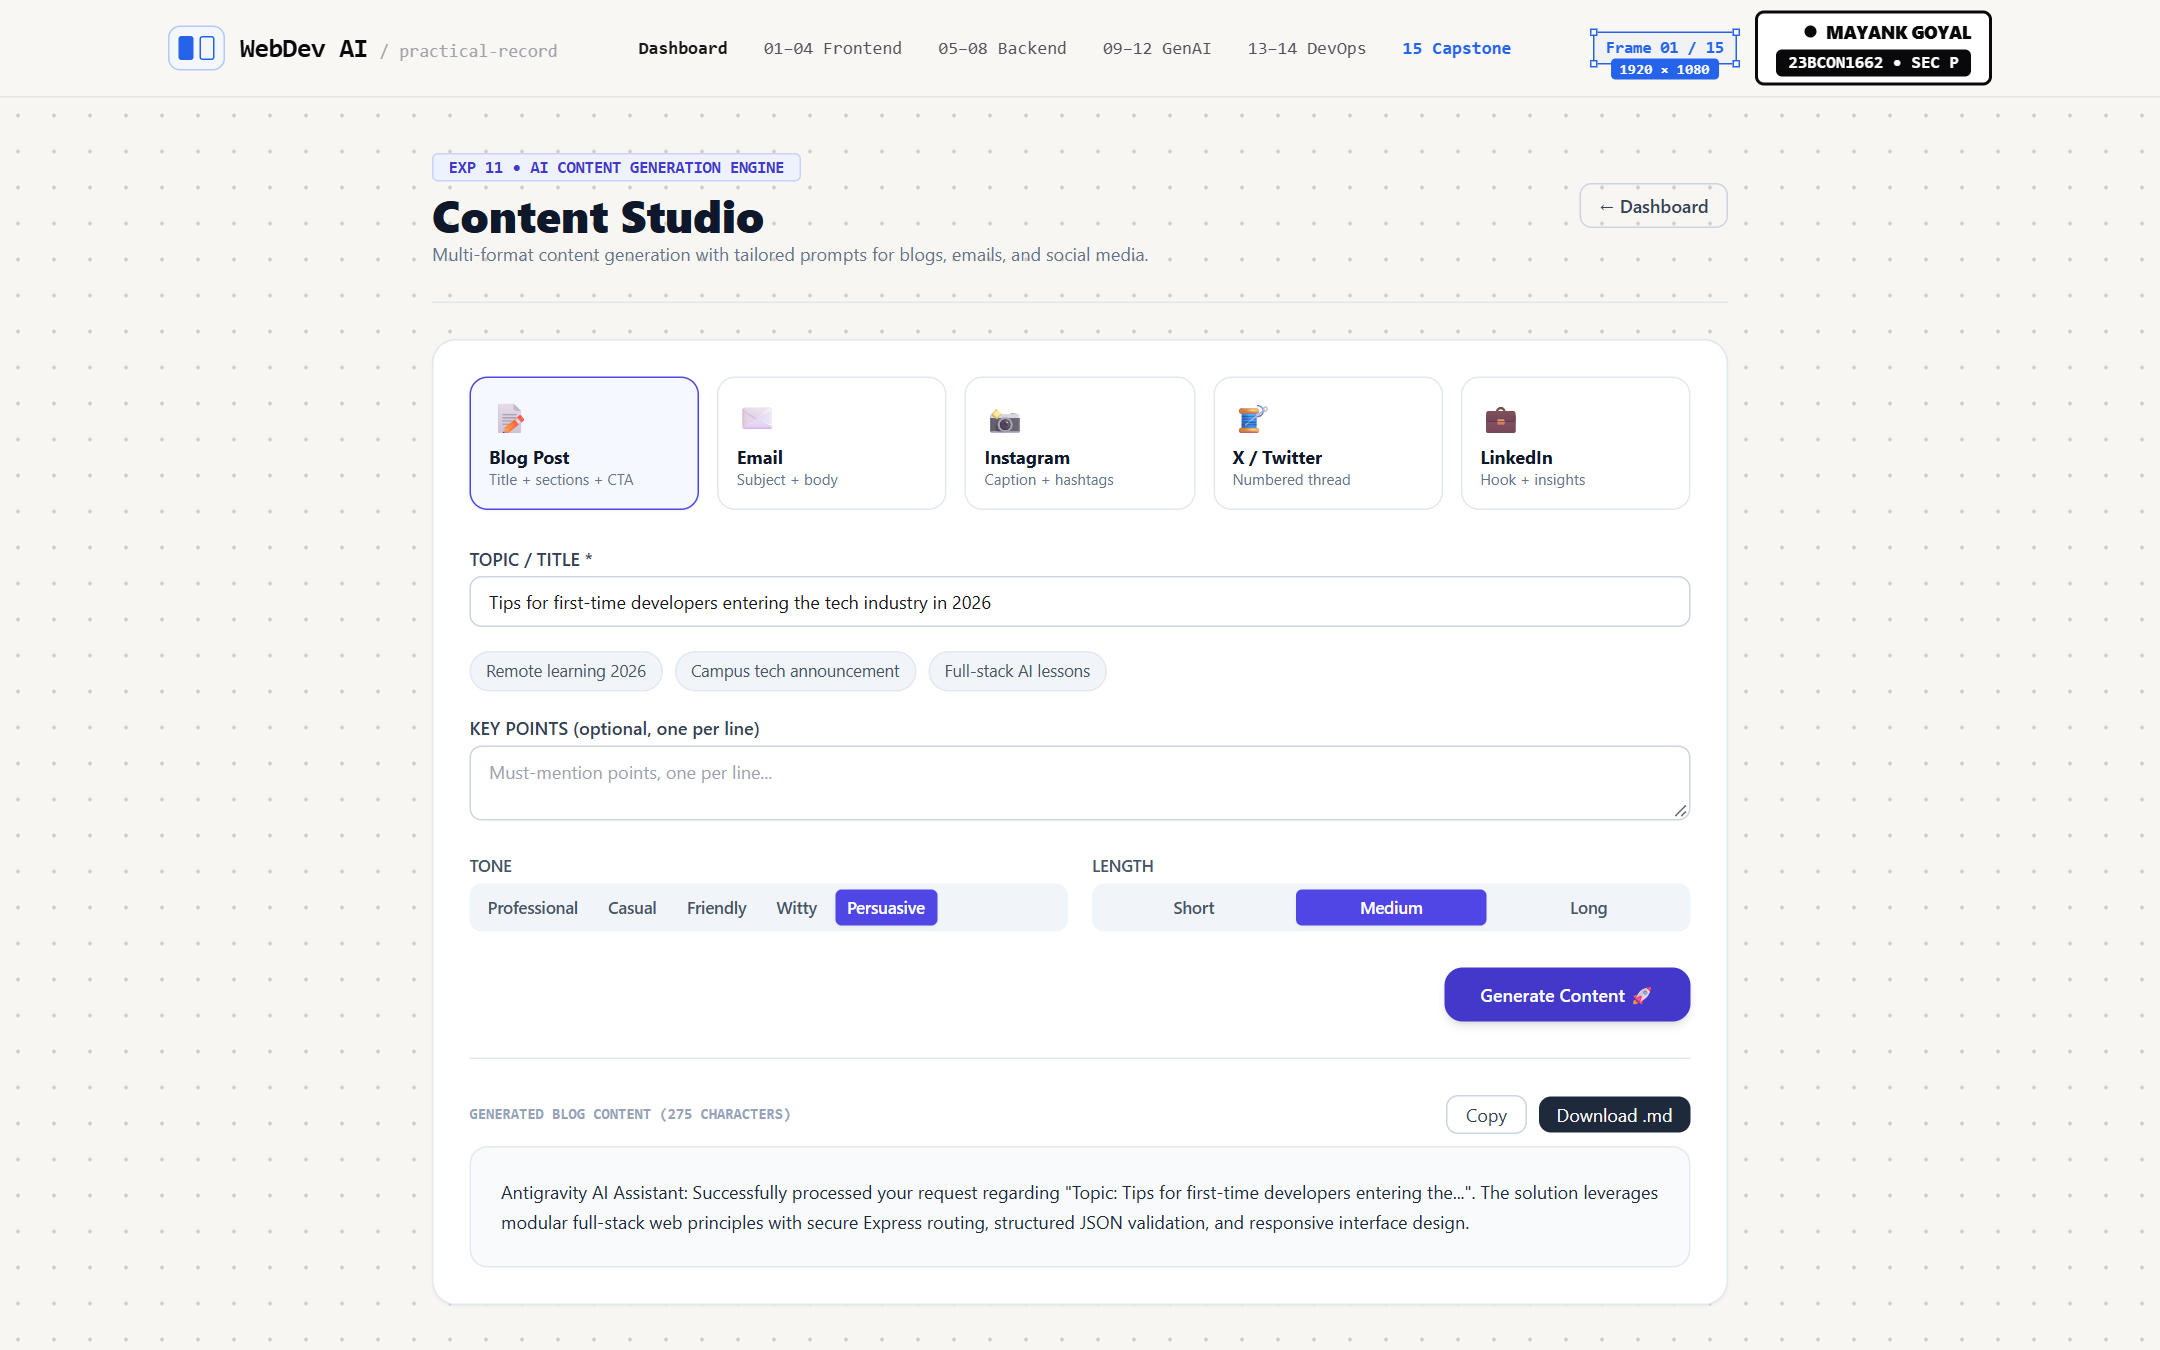 WebDev AI / practical-record
Dashboard
01–04 Frontend
05–08 Backend
09–12 GenAI
13–14 DevOps
15 Capstone
Frame 01 / 15
1920 × 1080
● MAYANK GOYAL
23BCON1662 • SEC P
EXP 11 • AI CONTENT GENERATION ENGINE
Content Studio
Multi-format content generation with tailored prompts for blogs, emails, and social media.
← Dashboard
Blog Post
Title + sections + CTA
Email
Subject + body
Instagram
Caption + hashtags
X / Twitter
Numbered thread
LinkedIn
Hook + insights
TOPIC / TITLE *
Tips for first-time developers entering the tech industry in 2026
Remote learning 2026
Campus tech announcement
Full-stack AI lessons
KEY POINTS (optional, one per line)
Must-mention points, one per line...
TONE
Professional
Casual
Friendly
Witty
Persuasive
LENGTH
Short
Medium
Long
Generate Content 🚀
GENERATED BLOG CONTENT (275 CHARACTERS)
Copy
Download .md
Antigravity AI Assistant: Successfully processed your request regarding "Topic: Tips for first-time developers entering the...". The solution leverages
modular full-stack web principles with secure Express routing, structured JSON validation, and responsive interface design.